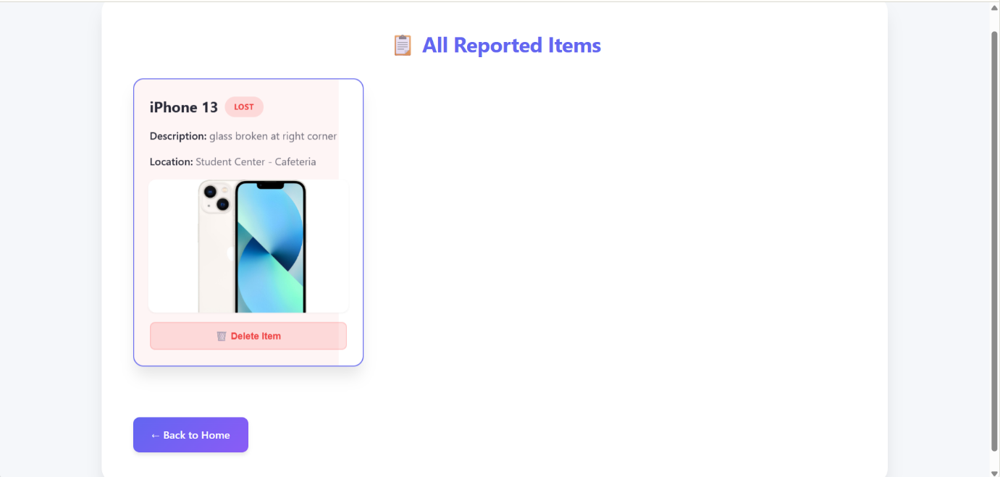 📋 All Reported Items
iPhone 13 LOST
Description: glass broken at right corner
Location: Student Center - Cafeteria
🗑️ Delete Item
← Back to Home